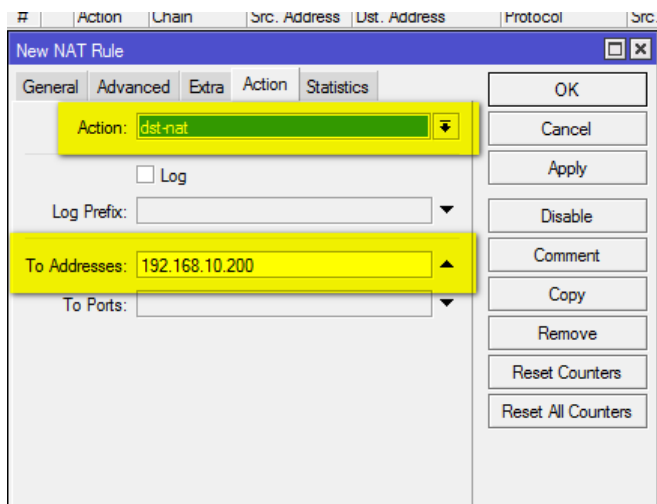 # Action Chain Src. Address Dst. Address Protocol Src.
New NAT Rule
General Advanced Extra Action Statistics
Action: dst-nat
Log
Log Prefix:
To Addresses: 192.168.10.200
To Ports:
OK
Cancel
Apply
Disable
Comment
Copy
Remove
Reset Counters
Reset All Counters